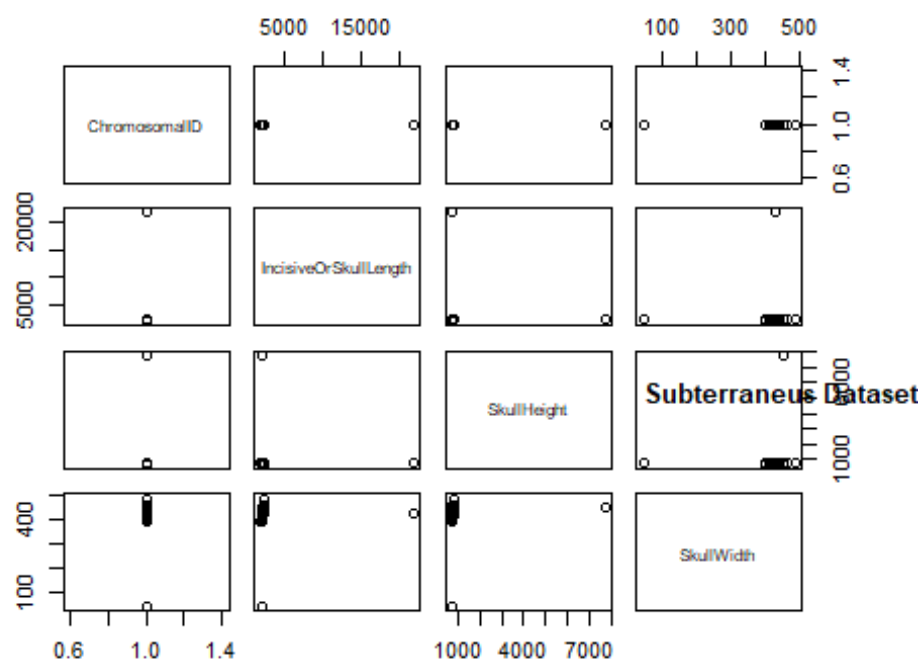 5000 15000 100 300 500
ChromosomalID
0.6 1.0 1.4
5000 20000
IncisiveOrSkullLength
SkullHeight
Subterraneus Dataset
1000
100 400
SkullWidth
0.6 1.0 1.4 1000 4000 7000